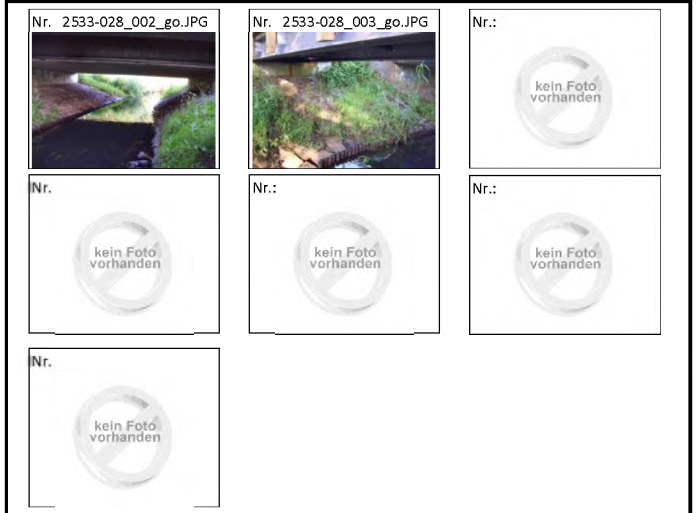 Nr. 2533-028_002_go.JPG
Nr. 2533-028_003_go.JPG
Nr.:
kein Foto
vorhanden
Nr.
kein Foto
vorhanden
Nr.:
kein Foto
vorhanden
Nr.:
kein Foto
vorhanden
Nr.
kein Foto
vorhanden